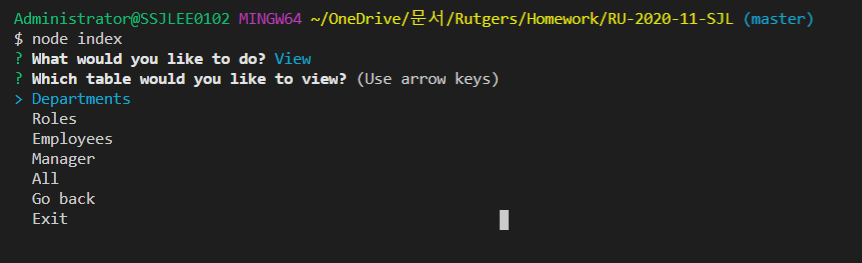 Administrator@SSJLEE0102 MINGW64 ~/OneDrive/문서/Rutgers/Homework/RU-2020-11-SJL (master)
$ node index
? What would you like to do? View
? Which table would you like to view? (Use arrow keys)
> Departments
Roles
Employees
Manager
All
Go back
Exit